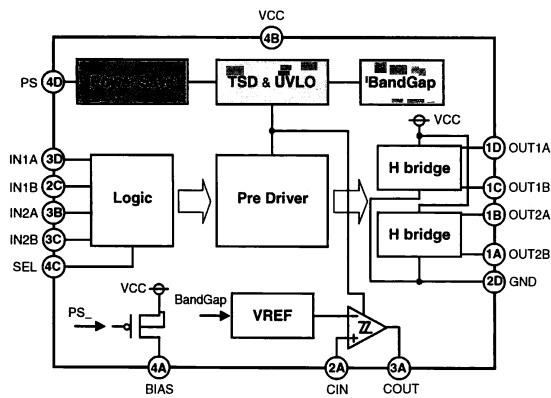 VCC
4B
PS 4D
TSD & UVLO
BandGap
VCC
IN1A 3D
IN1B 2C
IN2A 3B
IN2B 3C
SEL 4C
Logic
Pre Driver
H bridge
H bridge
1D OUT1A
1C OUT1B
1B OUT2A
1A OUT2B
2D GND
VCC
PS_
BandGap
VREF
4A
2A
3A
BIAS
CIN
COUT